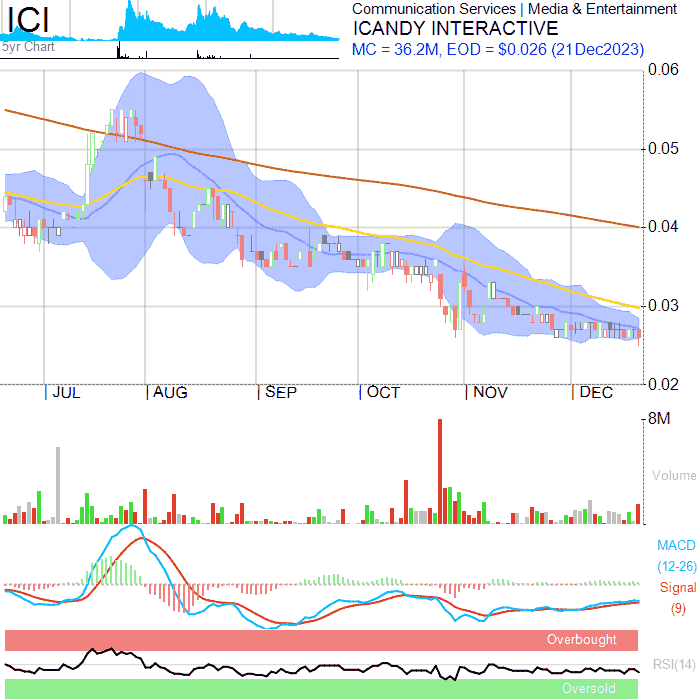 ICI
Communication Services | Media & Entertainment
ICANDY INTERACTIVE
MC = 36.2M, EOD = $0.026 (21Dec2023)
5yr Chart
0.06
0.05
0.04
0.03
0.02
JUL AUG SEP OCT NOV DEC
8M
Volume
MACD
(12-26)
Signal
(9)
Overbought
RSI(14)
Oversold